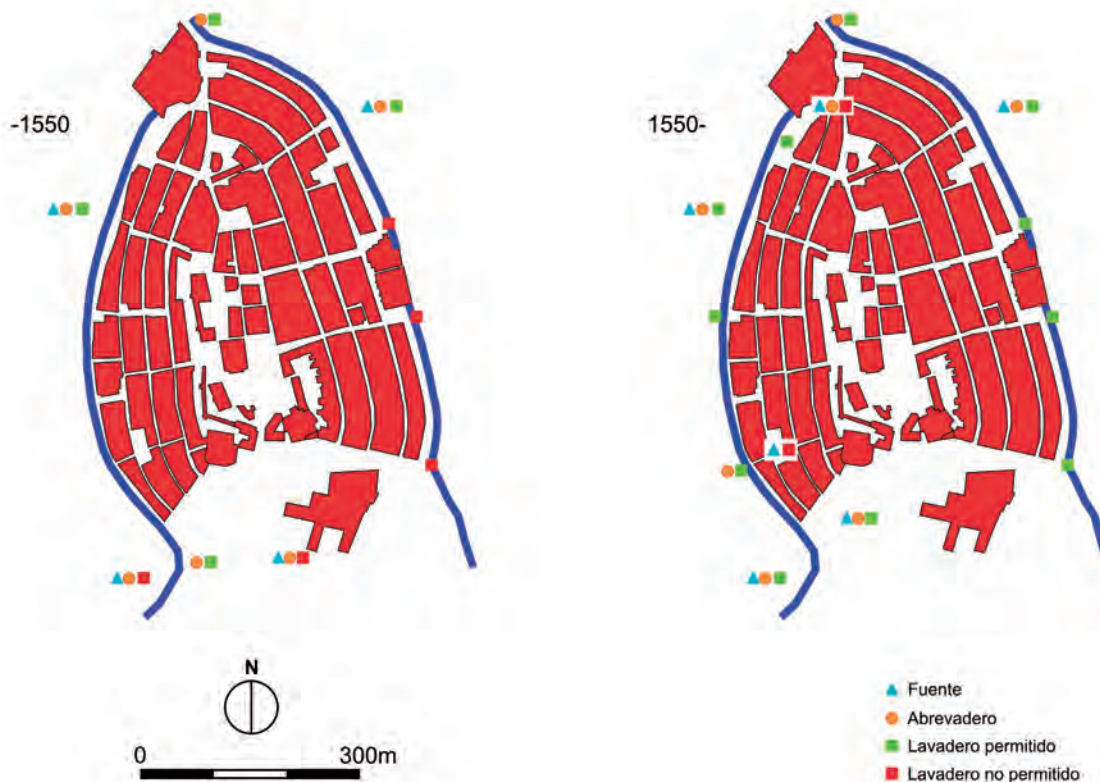 -1550
1550-
N
0 300m
Fuente
Abrevadero
Lavadero permitido
Lavadero no permitido